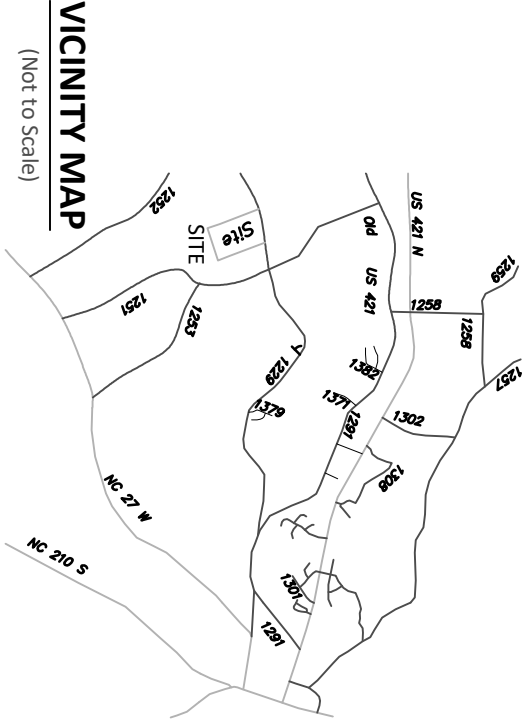 VICINITY MAP
(Not to Scale)
1252
Site
SITE
1251
1253
1229
1379
Old US 421
US 421 N
1258
1259
1258
1257
1382
1371
1291
1302
1308
1301
1291
NC 27 W
NC 210 S